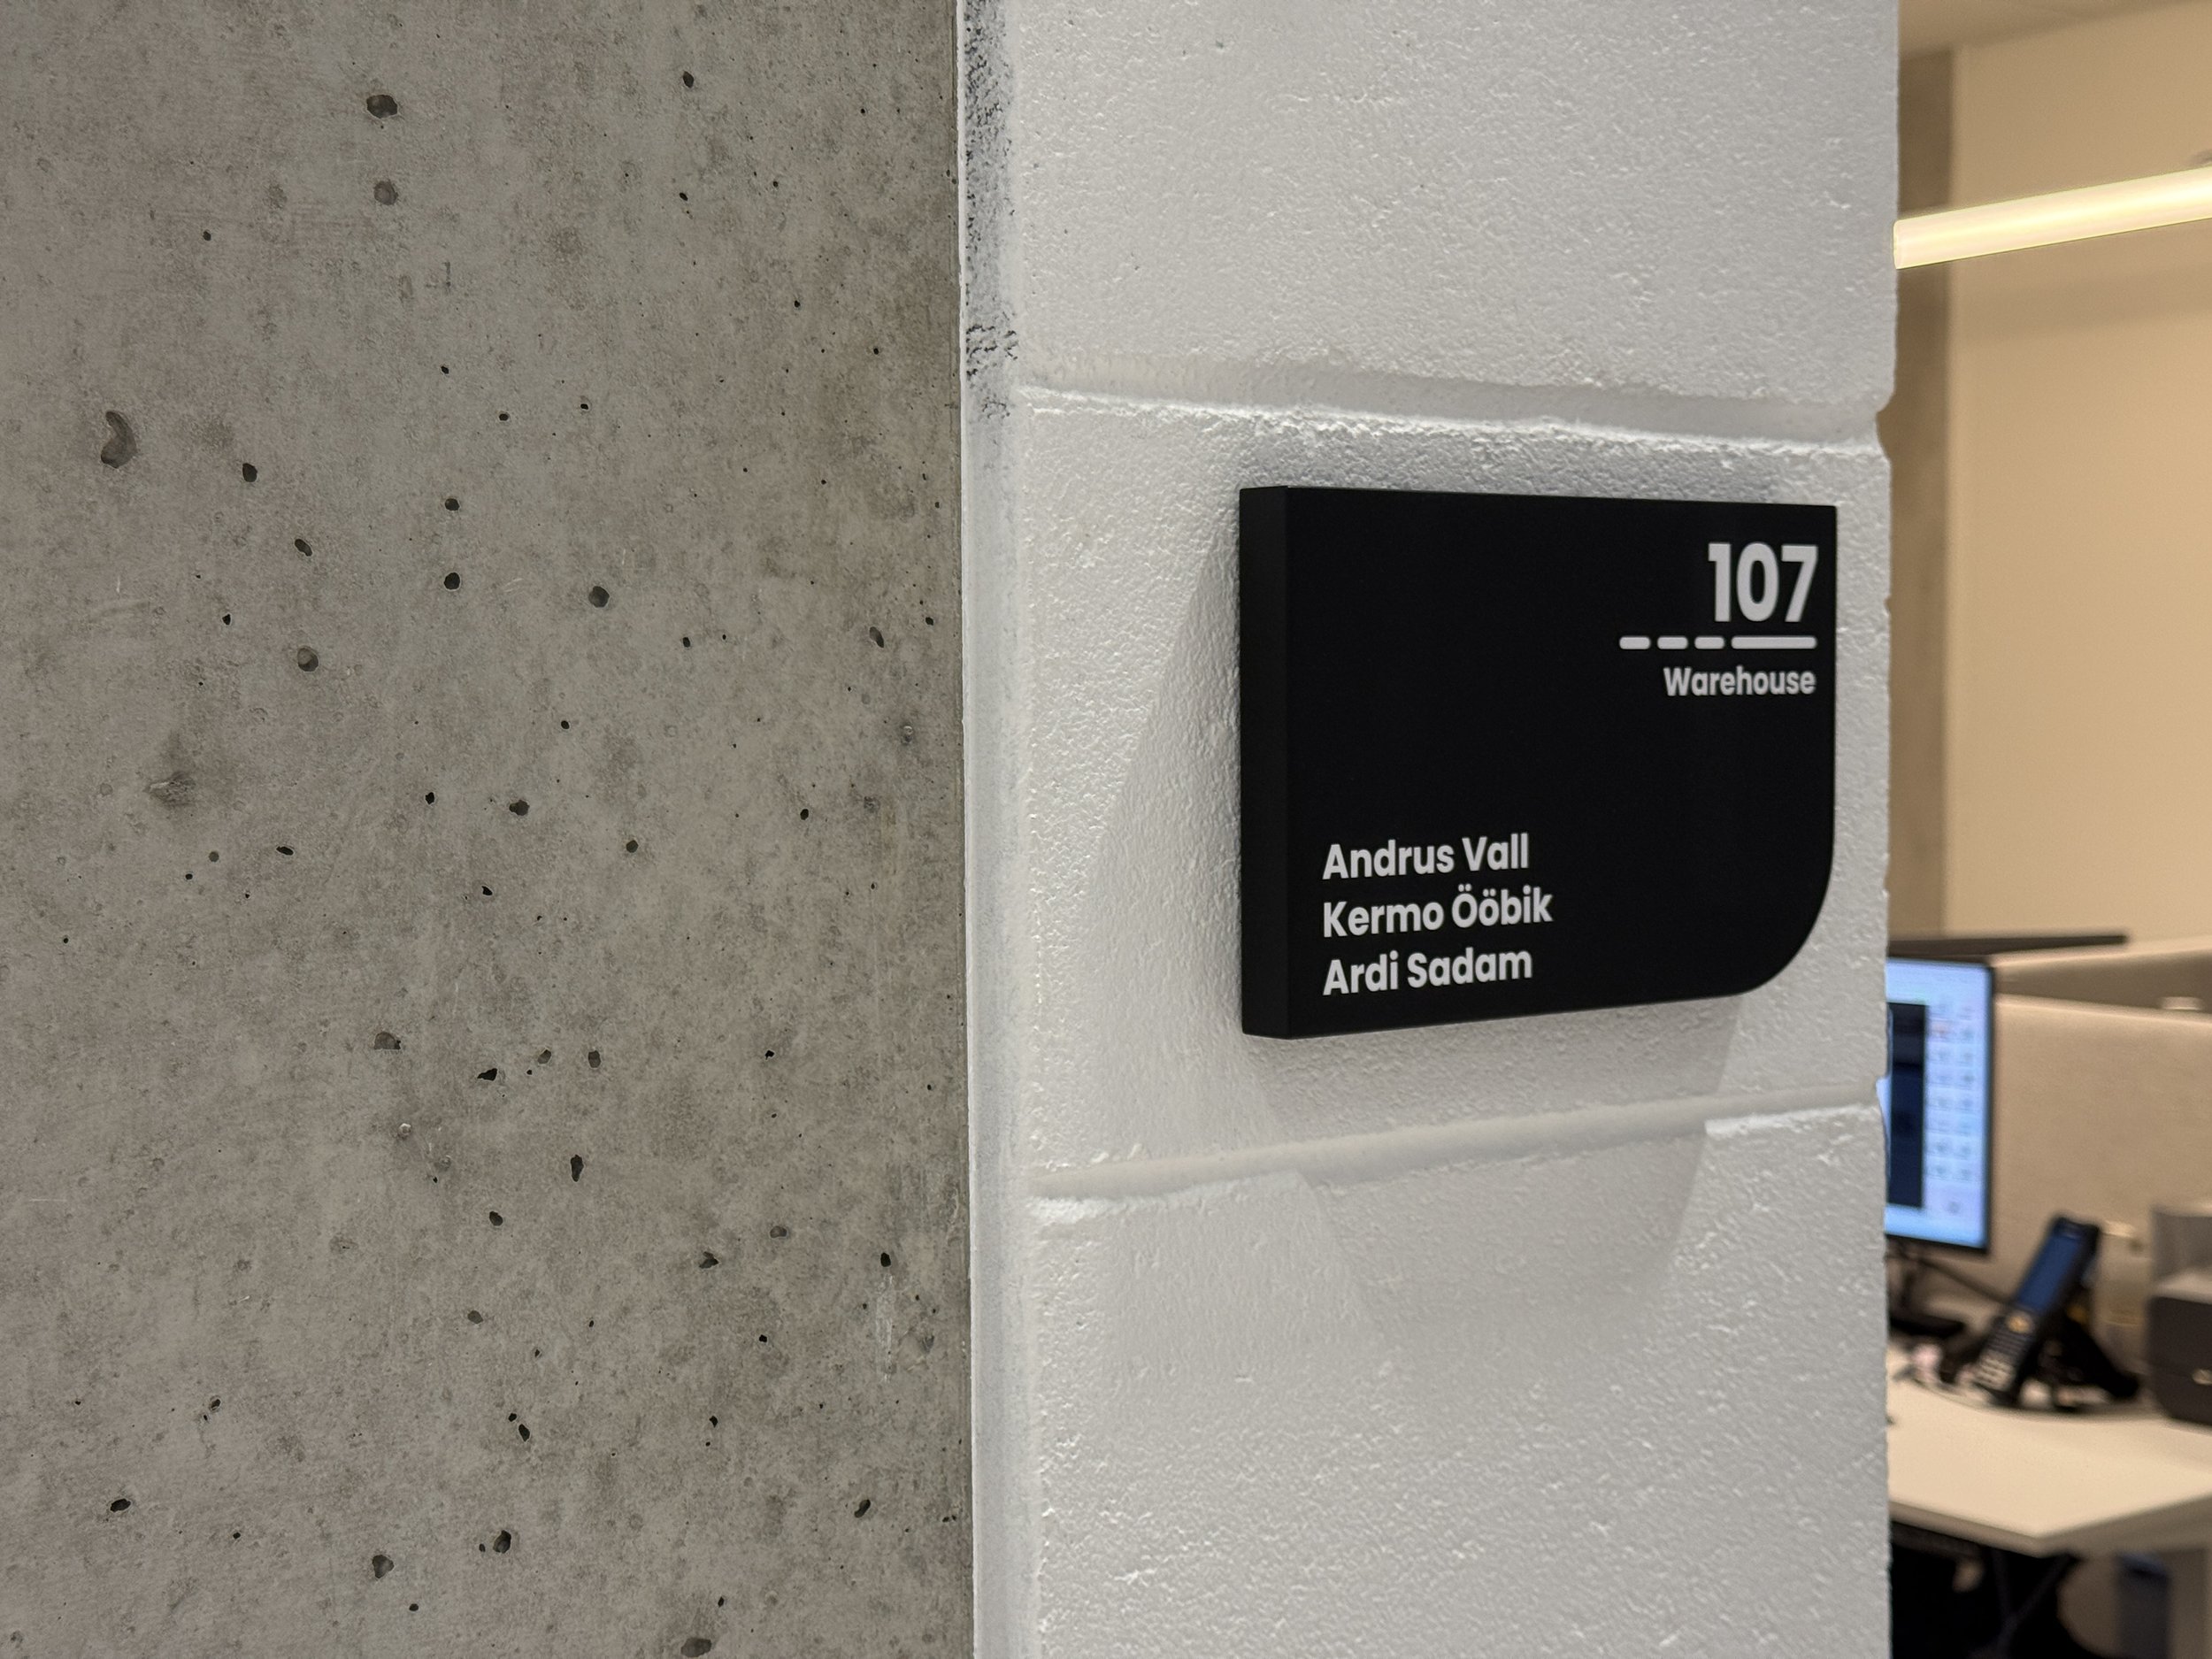 107
Warehouse
Andrus Vall
Kermo Ööbik
Ardi Sadam